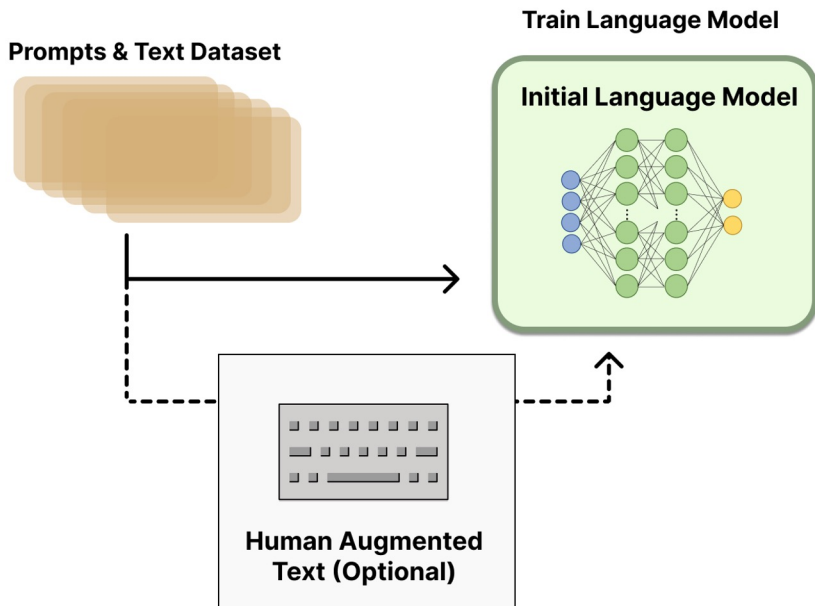 Train Language Model
Prompts & Text Dataset
Initial Language Model
Human Augmented
Text (Optional)